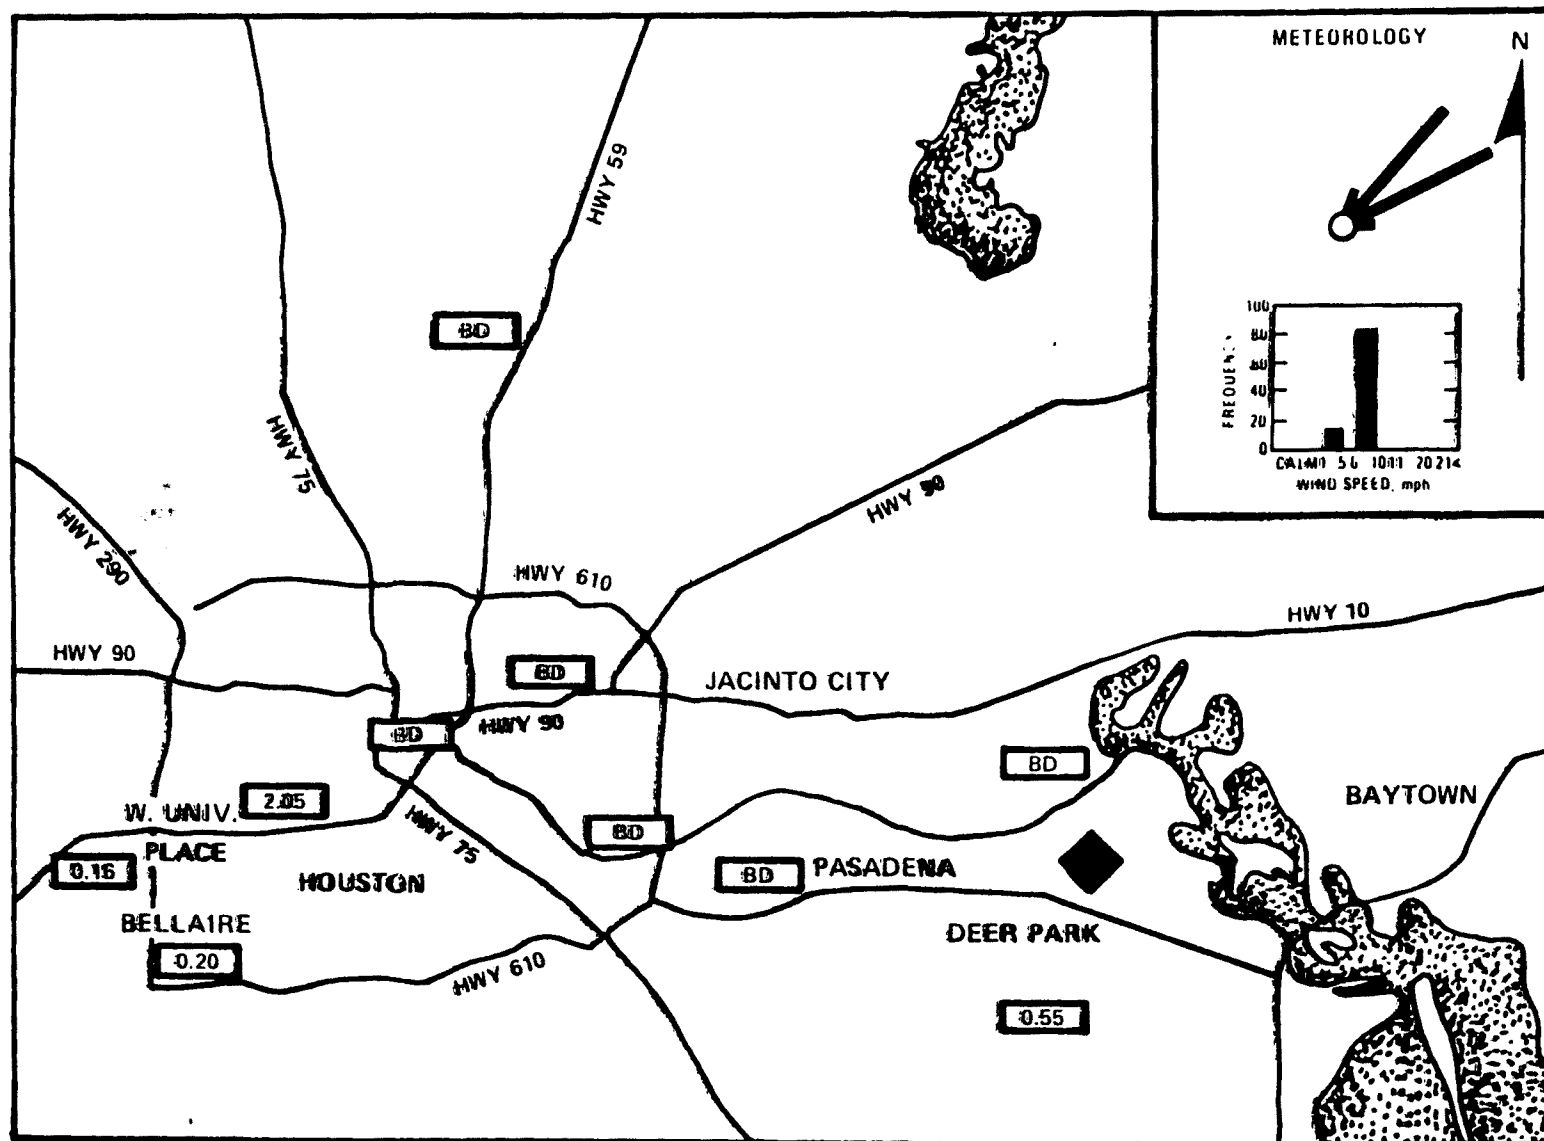 METEOROLOGY
N
HWY 59
BD
100
80
60
40
20
0
FREQUENCY
WIND SPEED, mph
HWY 75
HWY 90
HWY 290
HWY 610
HWY 10
HWY 90
BD
JACINTO CITY
HWY 90
BD
BD
2.05
W. UNIV.
PLACE
BAYTOWN
HWY 75
BD
0.16
HOUSTON
BD
PASADENA
BELLAIRE
DEER PARK
0.20
HWY 610
0.55